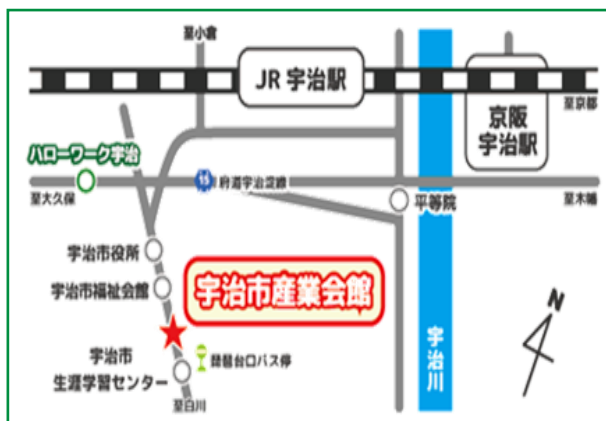 至小倉
JR 宇治駅
至京都
京阪
宇治駅
ハローワーク宇治
15
府道宇治淀線
至大久保
平等院
至木幡
宇治市役所
宇治市福祉会館
宇治市産業会館
N
宇治川
琵琶台口バス停
宇治市
生涯学習センター
至白川